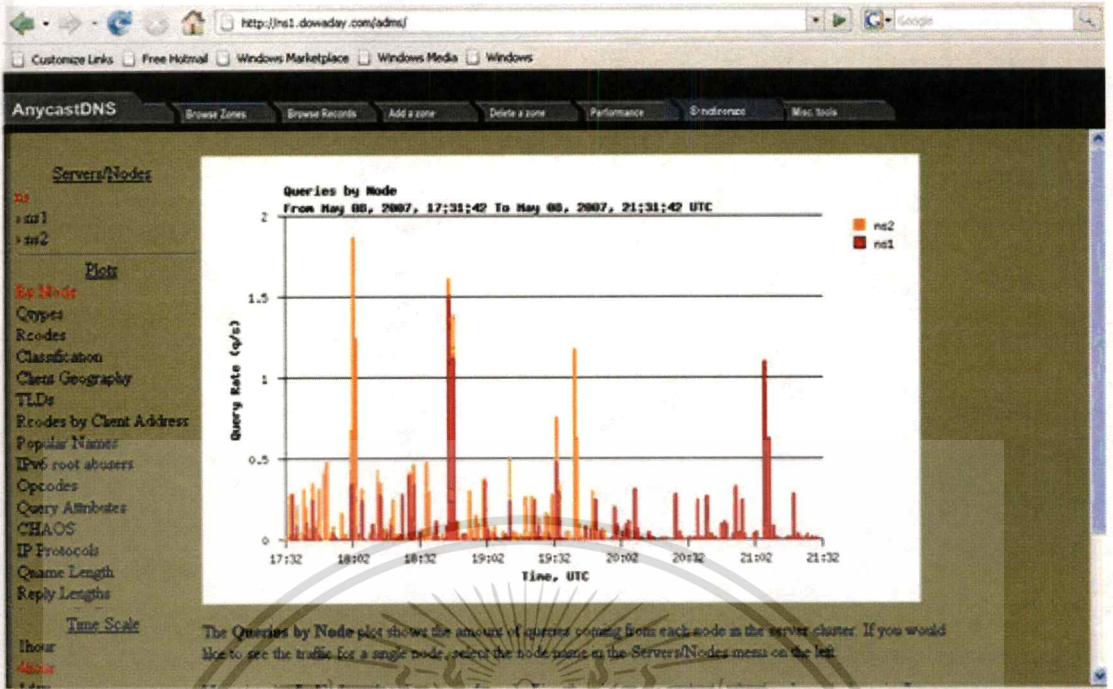 http://ns1.dowaday.com/adms/
Google
Customize Links Free Hotmail Windows Marketplace Windows Media Windows
AnycastDNS
Browse Zones
Browse Records
Add a zone
Delete a zone
Performance
Synchronize
Misc. tools
Servers/Nodes
ns
ns1
ns2
Plots
By Node
Qtypes
Rcodes
Classification
Client Geography
TLDs
Rcodes by Client Address
Popular Names
IPv6 root abusers
Opcodes
Query Attributes
CHAOS
IP Protocols
Qname Length
Reply Lengths
Time Scale
1hour
4hour
Queries by Node
From May 08, 2007, 17:31:42 To May 08, 2007, 21:31:42 UTC
ns2
ns1
Query Rate (q/s)
2
1.5
1
0.5
0
17:32 18:02 18:32 19:02 19:32 20:02 20:32 21:02 21:32
Time, UTC
The Queries by Node plot shows the amount of queries coming from each node in the server cluster. If you would
like to see the traffic for a single node, select the node name in the Servers/Nodes menu on the left